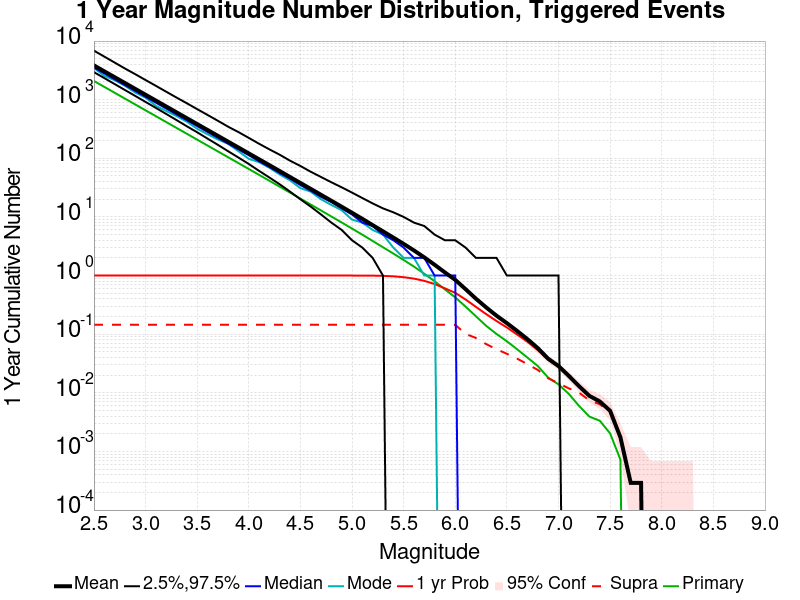 1 Year Magnitude Number Distribution, Triggered Events
1 Year Cumulative Number
10^4
10^3
10^2
10^1
10^0
10^-1
10^-2
10^-3
10^-4
2.5 3.0 3.5 4.0 4.5 5.0 5.5 6.0 6.5 7.0 7.5 8.0 8.5 9.0
Magnitude
Mean 2.5%,97.5% Median Mode 1 yr Prob 95% Conf Supra Primary